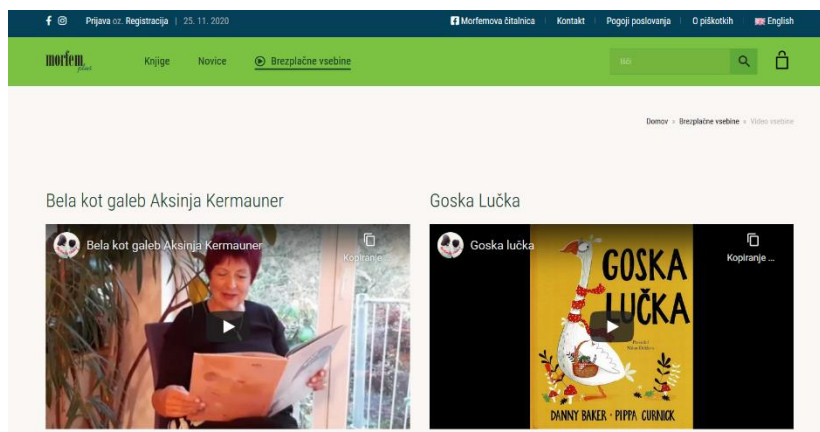 Prijava oz. Registracija | 25. 11. 2020
Morfemova čitalnica | Kontakt | Pogoji poslovanja | O piškotkih | English
morfem plus
Knjige Novice Brezplačne vsebine
Išči
Domov » Brezplačne vsebine » Video vsebine
Bela kot galeb Aksinja Kermauner
Bela kot galeb Aksinja Kermauner
Kopiranje ...
Goska Lučka
Goska lučka
Kopiranje ...
GOSKA
LUČKA
DANNY BAKER · PIPPA CURNICK